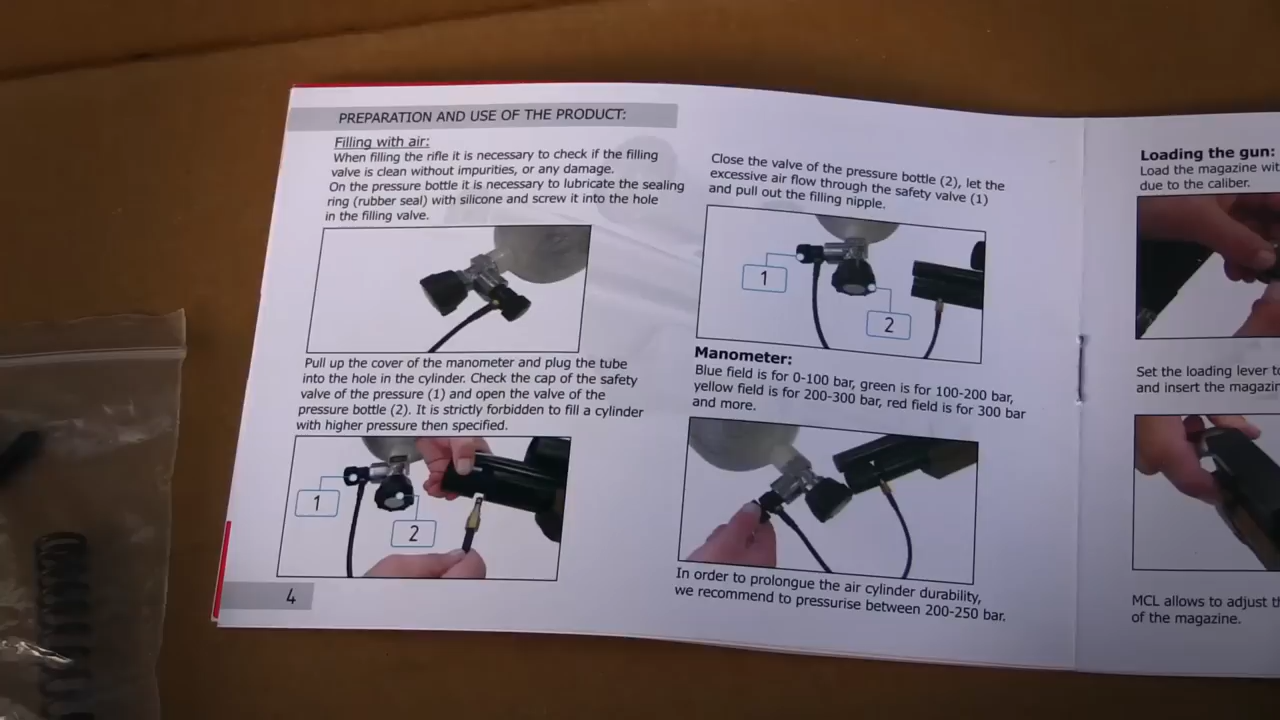 PREPARATION AND USE OF THE PRODUCT:
Filling with air:
When filling the rifle it is necessary to check if the filling
valve is clean without impurities, or any damage.
On the pressure bottle it is necessary to lubricate the sealing
ring (rubber seal) with silicone and screw it into the hole
in the filling valve.
Pull up the cover of the manometer and plug the tube
into the hole in the cylinder. Check the cap of the safety
valve of the pressure (1) and open the valve of the
pressure bottle (2). It is strictly forbidden to fill a cylinder
with higher pressure then specified.
1
2
4
Close the valve of the pressure bottle (2), let the
excessive air flow through the safety valve (1)
and pull out the filling nipple.
1
2
Manometer:
Blue field is for 0-100 bar, green is for 100-200 bar,
yellow field is for 200-300 bar, red field is for 300 bar
and more.
In order to prolongue the air cylinder durability,
we recommend to pressurise between 200-250 bar.
Loading the gun:
Load the magazine
due to the caliber.
Set the loading lever
and insert the
MCL allows to adjust
of the magazine.